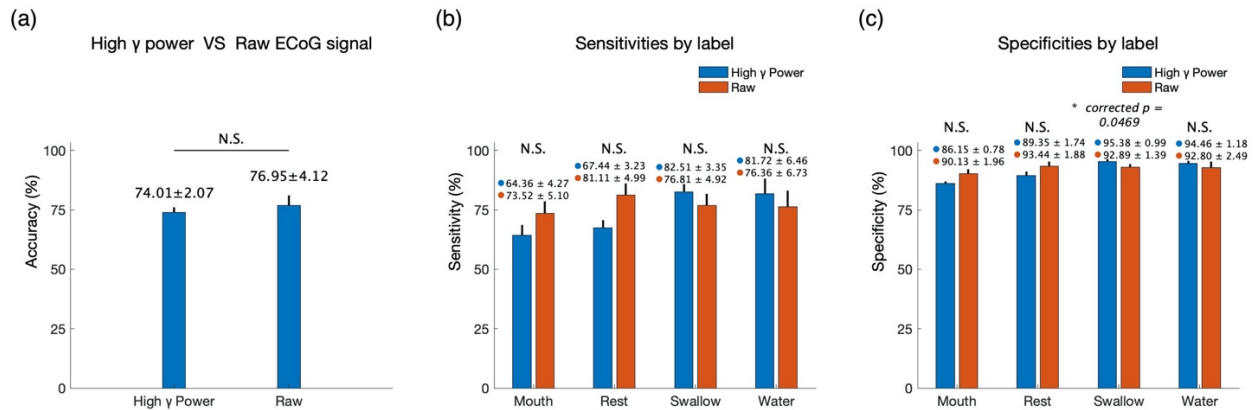 (a)
High γ power VS Raw ECoG signal
N.S.
74.01±2.07
76.95±4.12
Accuracy (%)
100
75
50
25
0
High γ Power
Raw
(b)
Sensitivities by label
High γ Power
Raw
N.S.
N.S.
N.S.
N.S.
64.36 ± 4.27
73.52 ± 5.10
67.44 ± 3.23
81.11 ± 4.99
82.51 ± 3.35
76.81 ± 4.92
81.72 ± 6.46
76.36 ± 6.73
Sensitivity (%)
100
75
50
25
0
Mouth
Rest
Swallow
Water
(c)
Specificities by label
High γ Power
Raw
N.S.
N.S.
* corrected p =
0.0469
N.S.
86.15 ± 0.78
90.13 ± 1.96
89.35 ± 1.74
93.44 ± 1.88
95.38 ± 0.99
92.89 ± 1.39
94.46 ± 1.18
92.80 ± 2.49
Specificity (%)
100
75
50
25
0
Mouth
Rest
Swallow
Water